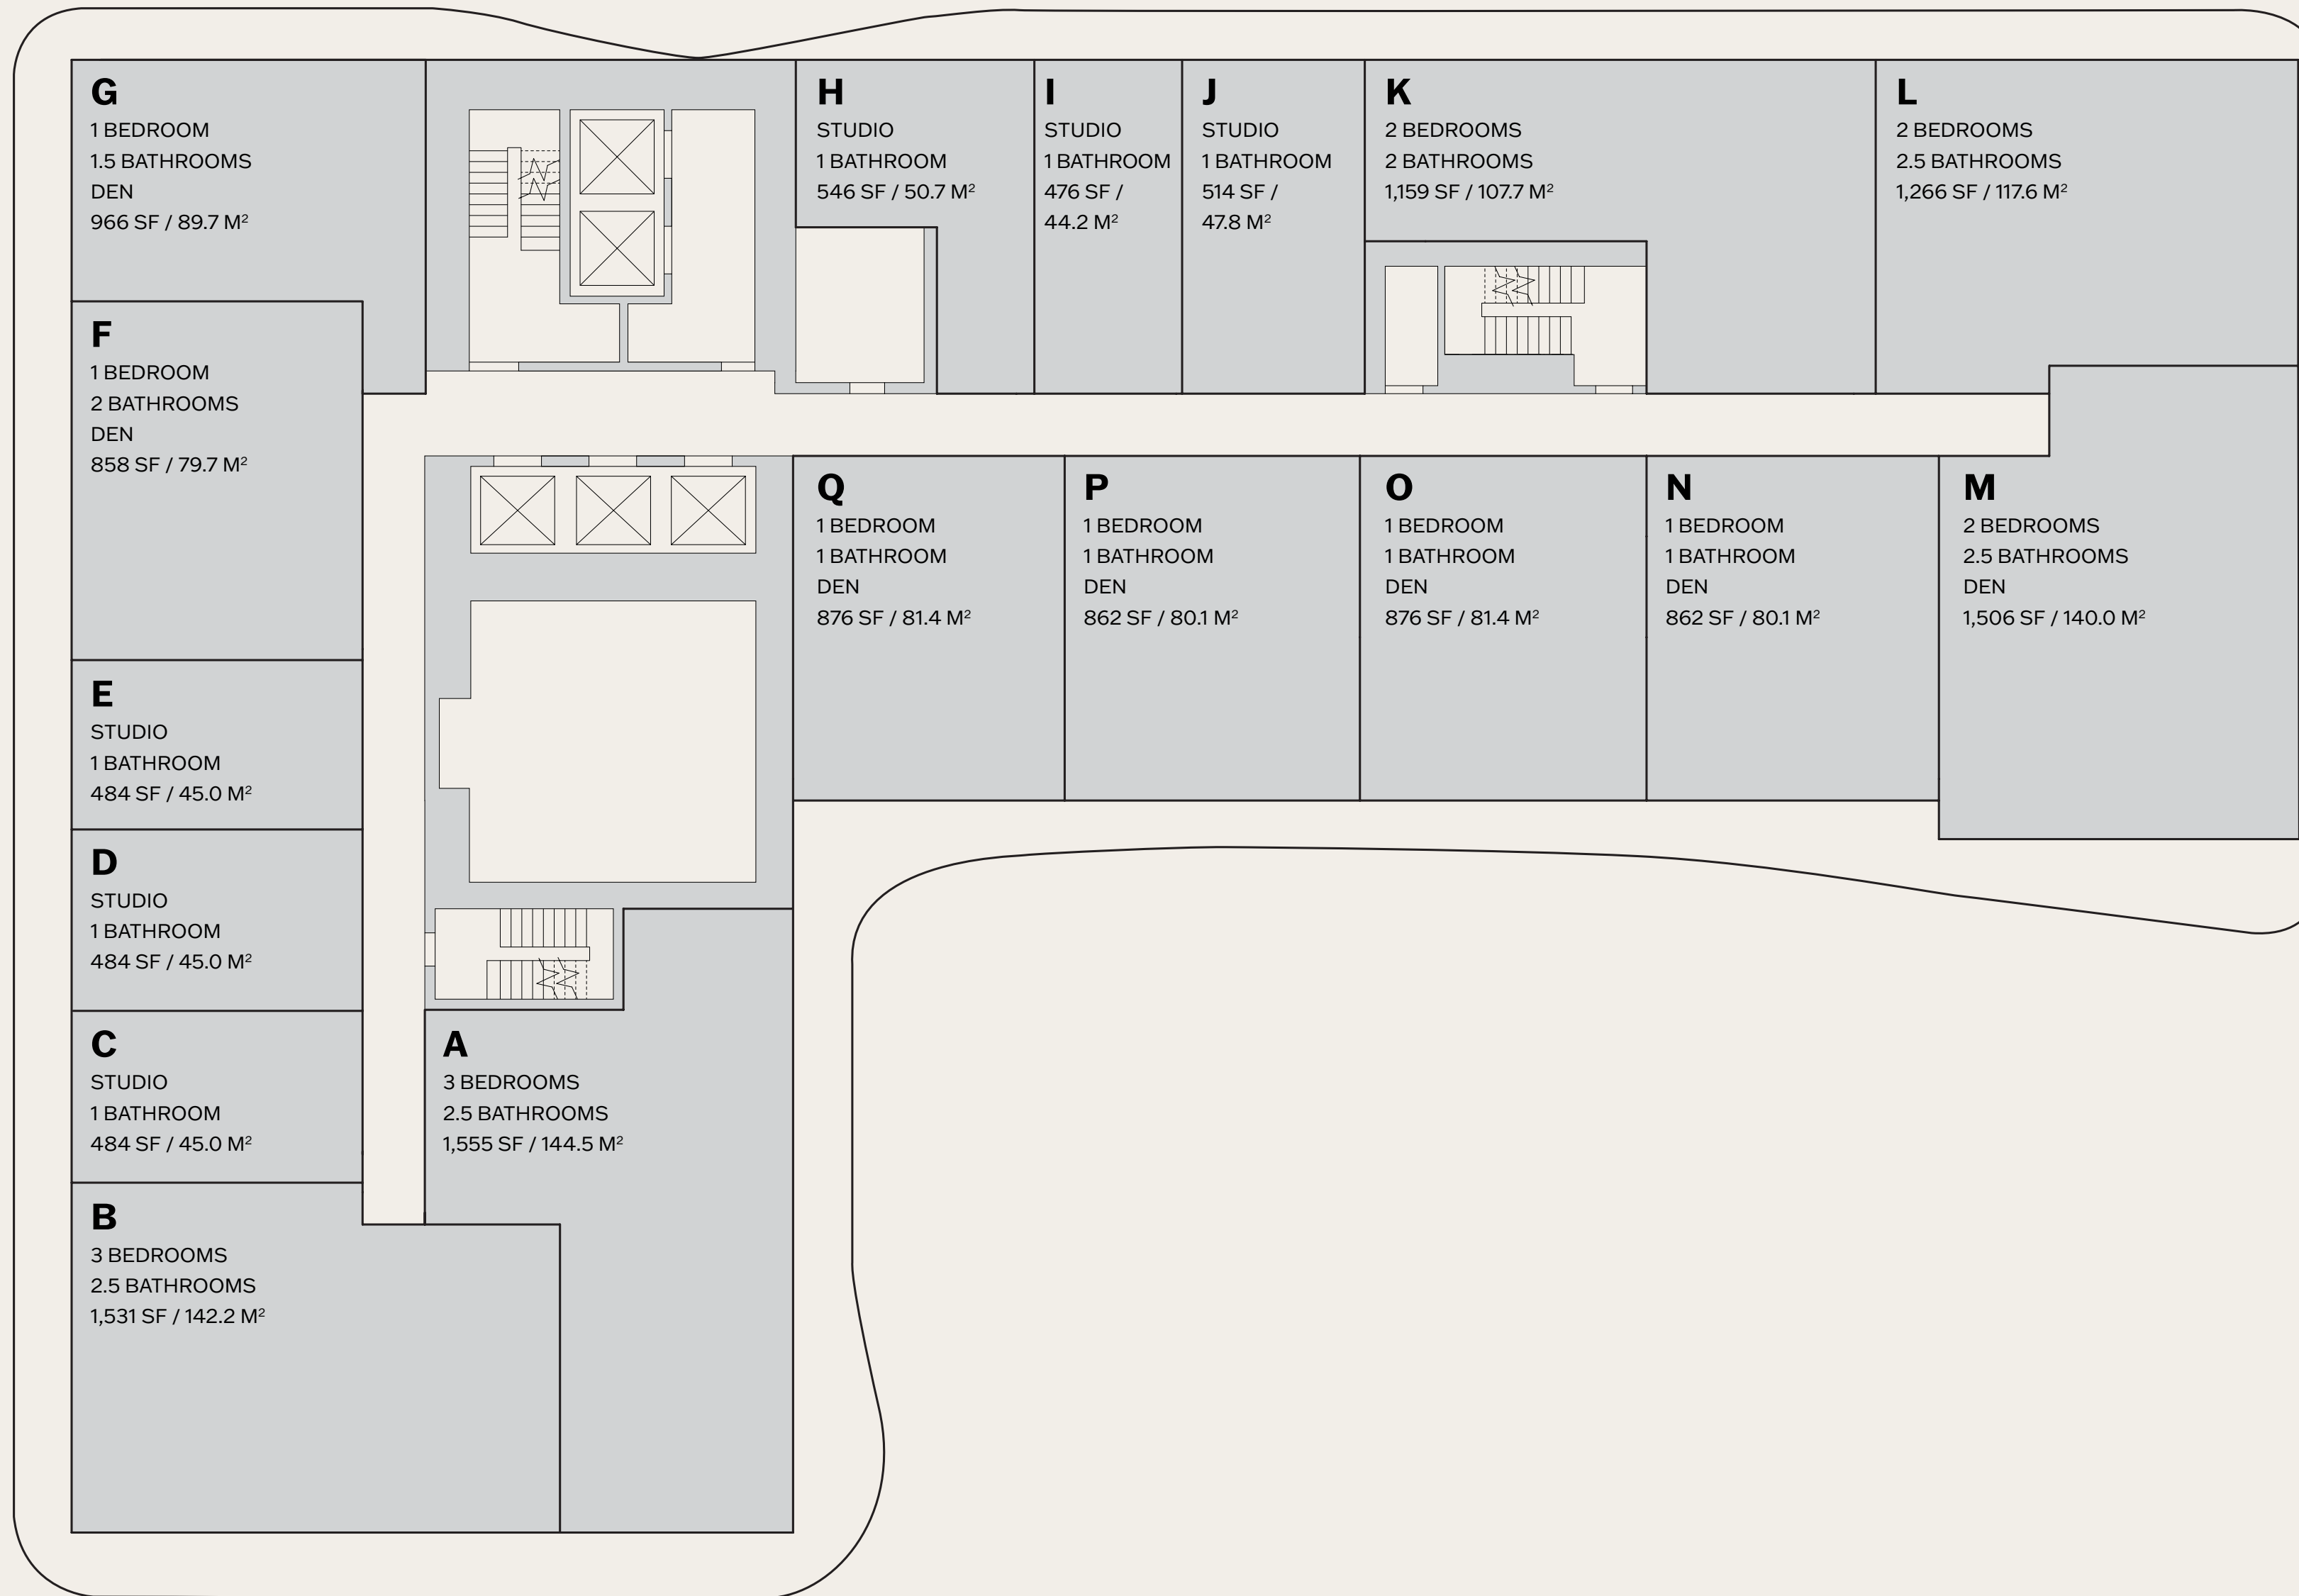 G
1 BEDROOM
1.5 BATHROOMS
DEN
966 SF / 89.7 M²
H
STUDIO
1 BATHROOM
546 SF / 50.7 M²
I
STUDIO
1 BATHROOM
476 SF /
44.2 M²
J
STUDIO
1 BATHROOM
514 SF /
47.8 M²
K
2 BEDROOMS
2 BATHROOMS
1,159 SF / 107.7 M²
L
2 BEDROOMS
2.5 BATHROOMS
1,266 SF / 117.6 M²
F
1 BEDROOM
2 BATHROOMS
DEN
858 SF / 79.7 M²
Q
1 BEDROOM
1 BATHROOM
DEN
876 SF / 81.4 M²
P
1 BEDROOM
1 BATHROOM
DEN
862 SF / 80.1 M²
O
1 BEDROOM
1 BATHROOM
DEN
876 SF / 81.4 M²
N
1 BEDROOM
1 BATHROOM
DEN
862 SF / 80.1 M²
M
2 BEDROOMS
2.5 BATHROOMS
DEN
1,506 SF / 140.0 M²
E
STUDIO
1 BATHROOM
484 SF / 45.0 M²
D
STUDIO
1 BATHROOM
484 SF / 45.0 M²
C
STUDIO
1 BATHROOM
484 SF / 45.0 M²
A
3 BEDROOMS
2.5 BATHROOMS
1,555 SF / 144.5 M²
B
3 BEDROOMS
2.5 BATHROOMS
1,531 SF / 142.2 M²